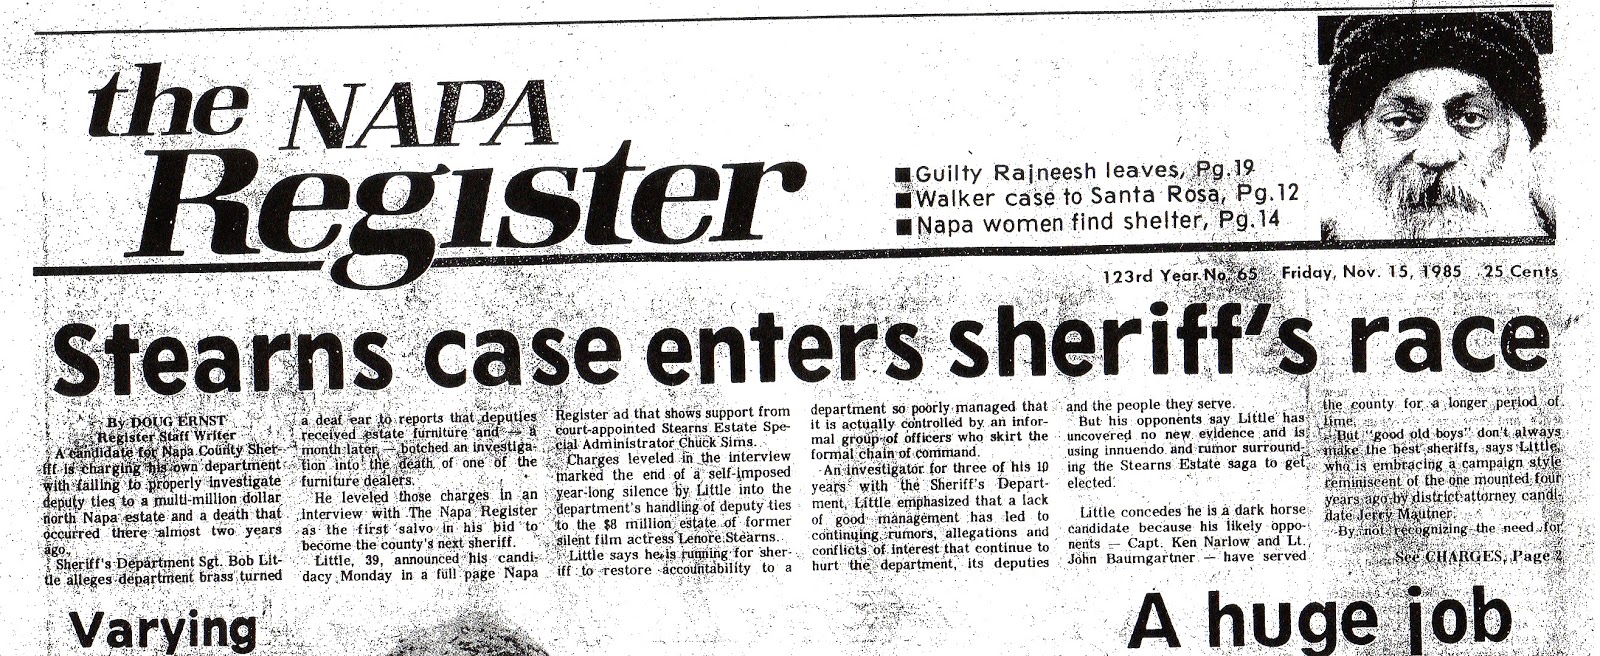 the NAPA
Register
■Guilty Rajneesh leaves, Pg.19
■Walker case to Santa Rosa, Pg.12
■Napa women find shelter, Pg.14
123rd Year No. 65 Friday, Nov. 15, 1985 25 Cents
Stearns case enters sheriff's race
By DOUG ERNST
Register Staff Writer
A candidate for Napa County Sher-
iff is charging his own department
with failing to properly investigate
deputy ties to a multi-million dollar
north Napa estate and a death that
occurred there almost two years
ago.
Sheriff's Department Sgt. Bob Lit-
tle alleges department brass turned
a deaf ear to reports that deputies
received estate furniture and — a
month later — botched an investiga-
tion into the death of one of the
furniture dealers.
He leveled those charges in an
interview with The Napa Register
as the first salvo in his bid to
become the county's next sheriff.
Little, 39, announced his candi-
dacy Monday in a full page Napa
Register ad that shows support from
court-appointed Stearns Estate Spe-
cial Administrator Chuck Sims.
Charges leveled in the interview
marked the end of a self-imposed
year-long silence by Little into the
department's handling of deputy ties
to the $8 million estate of former
silent film actress Lenore Stearns.
Little says he is running for sher-
iff to restore accountability to a
department so poorly managed that
it is actually controlled by an infor-
mal group of officers who skirt the
formal chain of command.
An investigator for three of his 10
years with the Sheriff's Depart-
ment, Little emphasized that a lack
of good management has led to
continuing rumors, allegations and
conflicts of interest that continue to
hurt the department, its deputies
and the people they serve.
But his opponents say Little has
uncovered no new evidence and is
using innuendo and rumor surround-
ing the Stearns Estate saga to get
elected.
Little concedes he is a dark horse
candidate because his likely oppo-
nents — Capt. Ken Narlow and Lt.
John Baumgartner — have served
the county for a longer period of
time.
But "good old boys" don't always
make the best sheriffs, says Little,
who is embracing a campaign style
reminiscent of the one mounted four
years ago by district attorney candi-
date Jerry Mautner.
By not recognizing the need for
See CHARGES, Page 2
Varying
A huge job